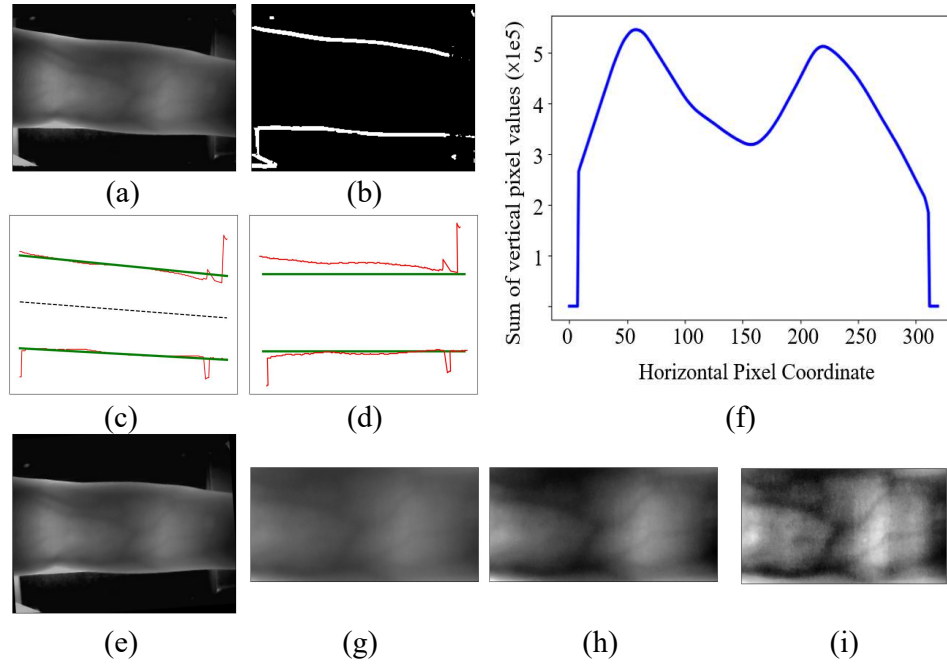 (a)
(b)
(c)
(d)
(e)
(g)
(h)
(i)
(f)
Sum of vertical pixel values (×1e5)
5
4
3
2
1
0 50 100 150 200 250 300
Horizontal Pixel Coordinate